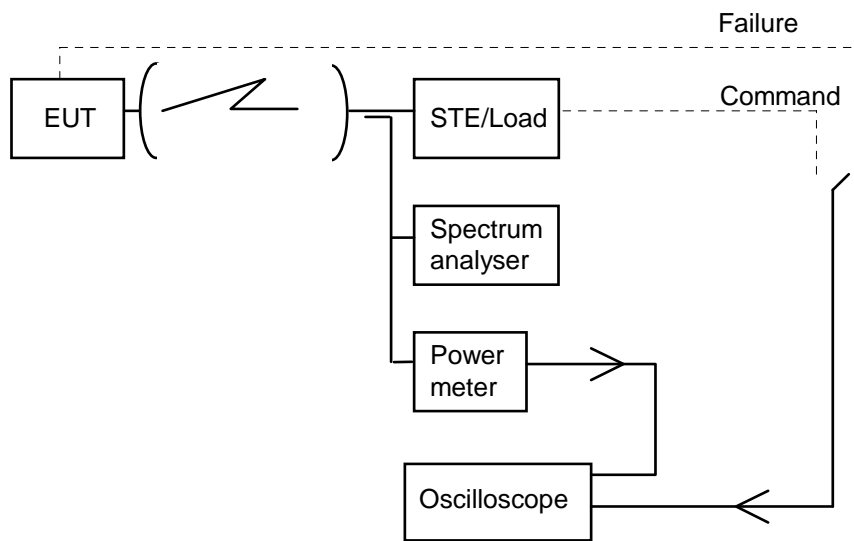 Failure
EUT
STE/Load
Command
Spectrum
analyser
Power
meter
Oscilloscope